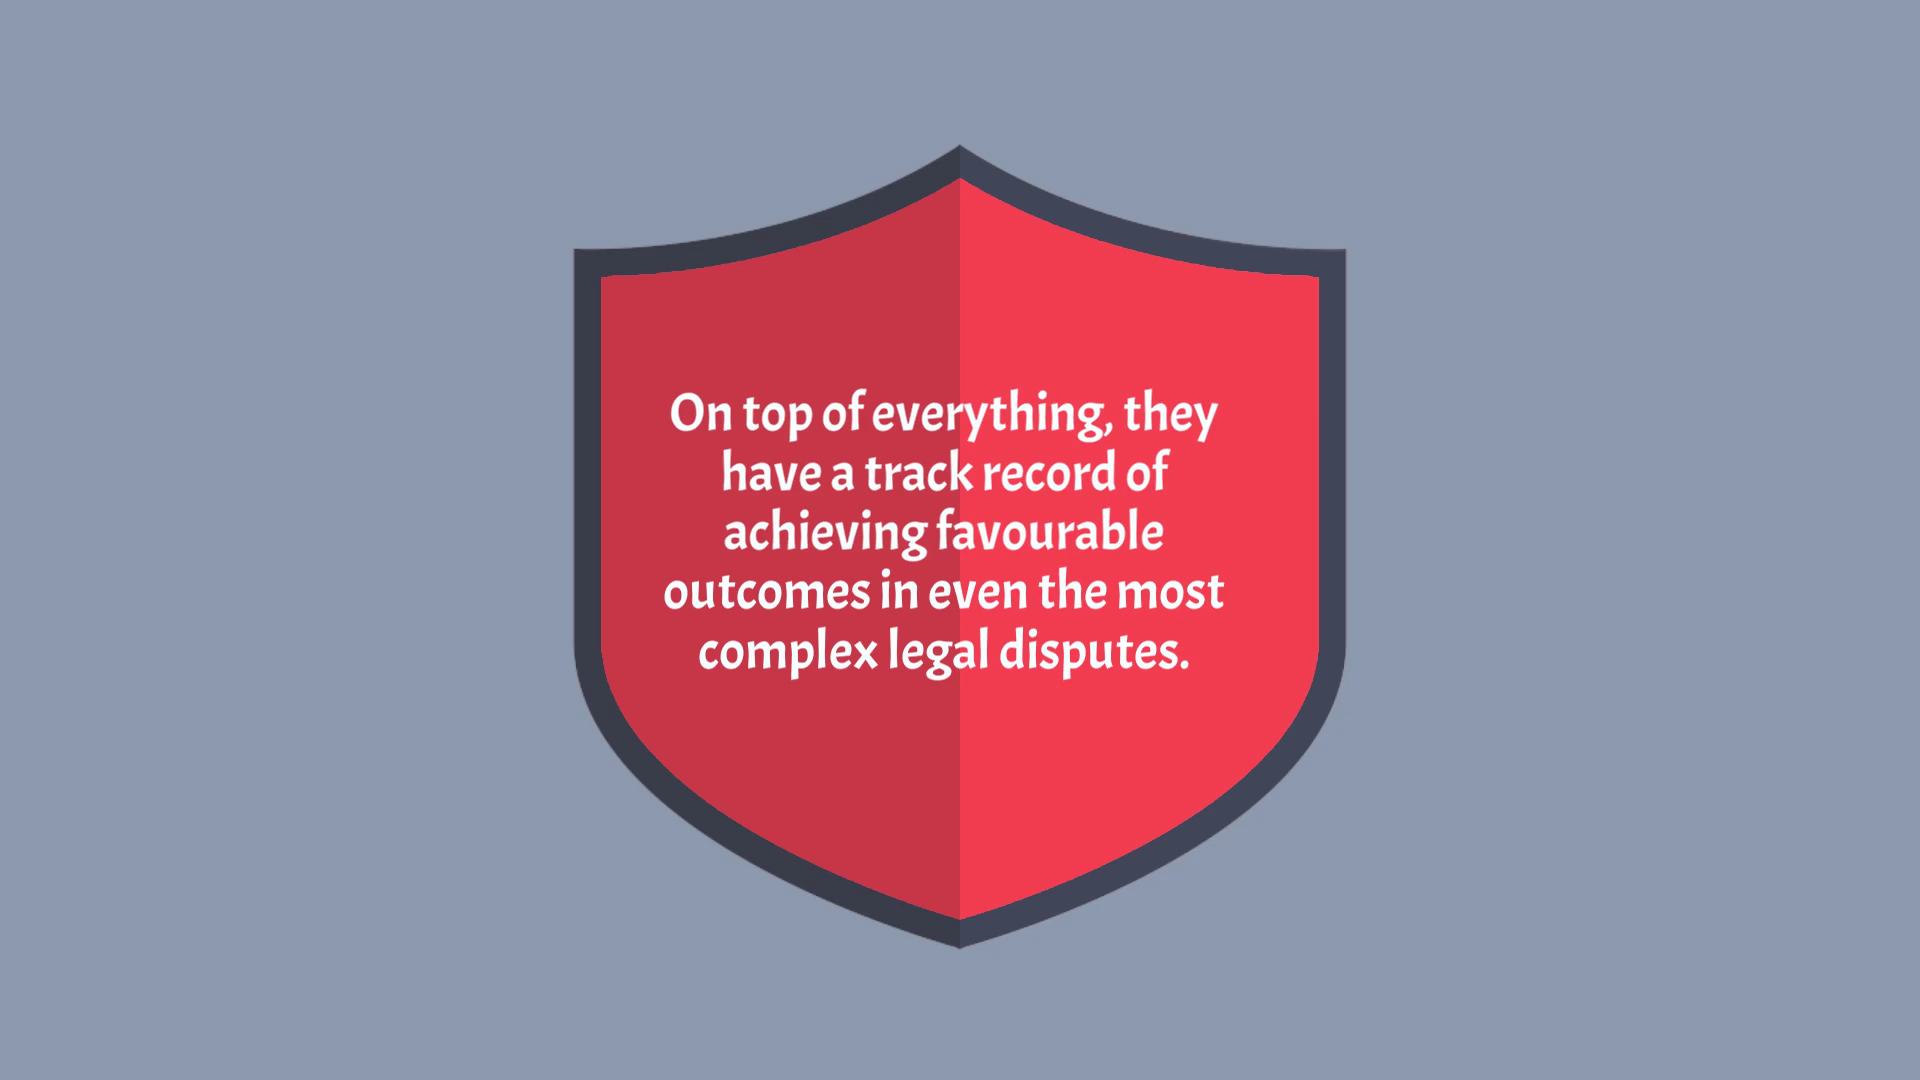 On top of everything, they
have a track record of
achieving favourable
outcomes in even the most
complex legal disputes.